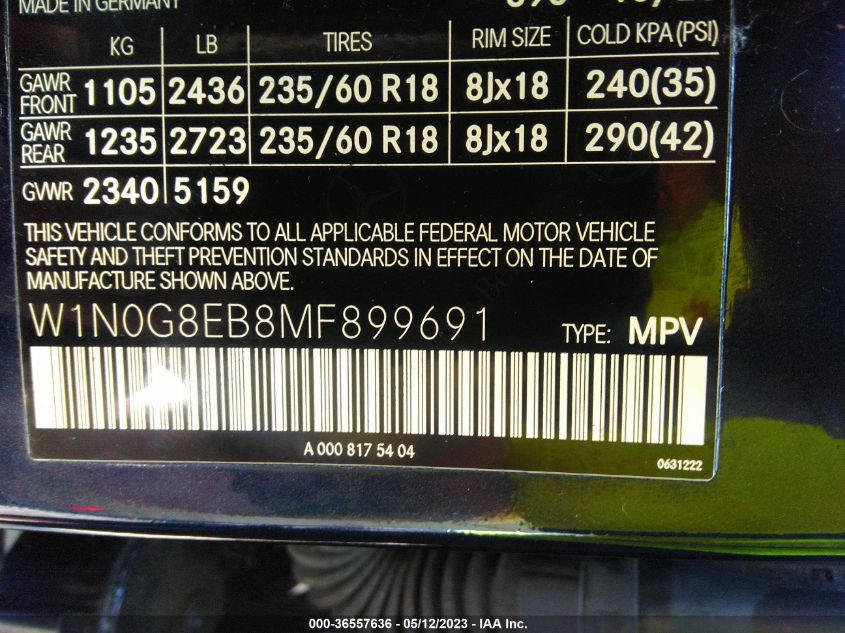 MADE IN GERMANY
KG LB TIRES RIM SIZE COLD KPA (PSI)
GAWR FRONT 1105 2436 235/60 R18 8Jx18 240(35)
GAWR REAR 1235 2723 235/60 R18 8Jx18 290(42)
GVWR 2340 5159
THIS VEHICLE CONFORMS TO ALL APPLICABLE FEDERAL MOTOR VEHICLE
SAFETY AND THEFT PREVENTION STANDARDS IN EFFECT ON THE DATE OF
MANUFACTURE SHOWN ABOVE.
W1N0G8EB8MF899691 TYPE: MPV
A 000 817 54 04
0631222
000-36557636 - 05/12/2023 - IAA Inc.